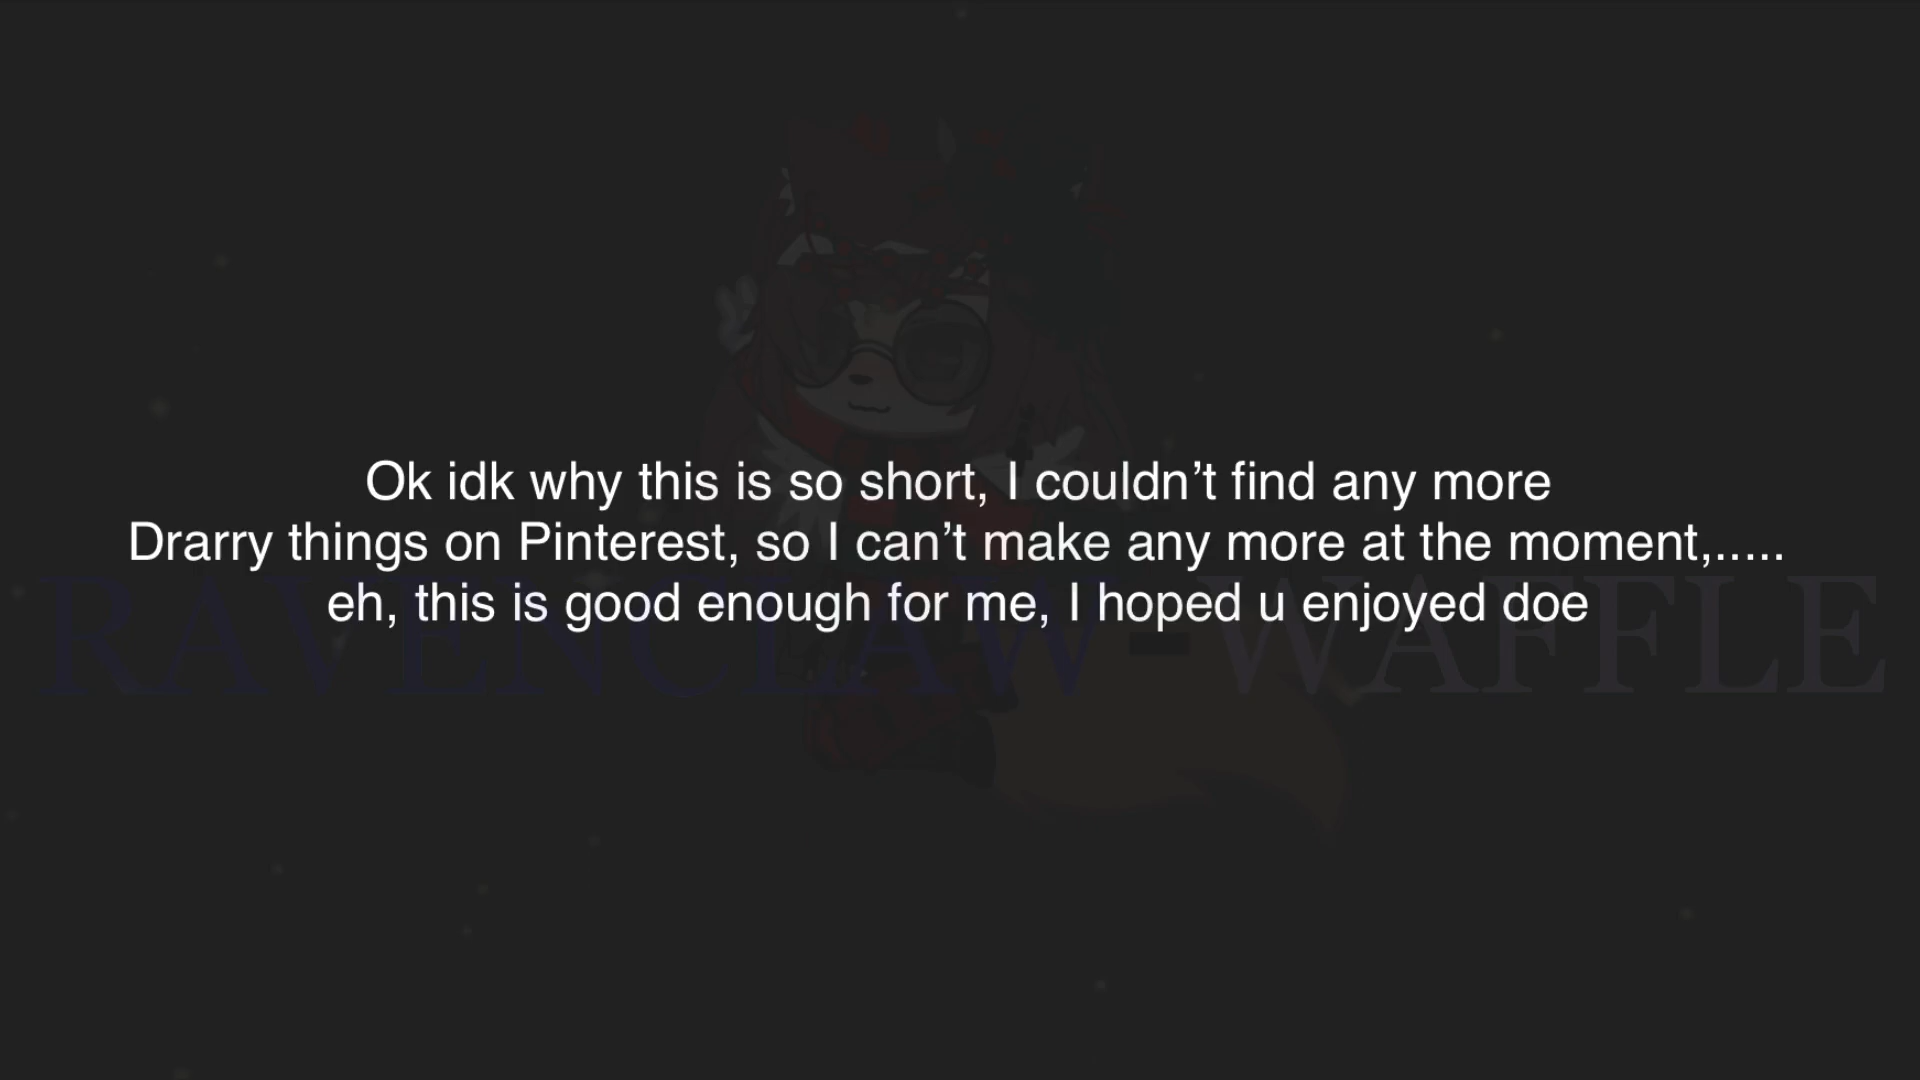 Ok idk why this is so short, I couldn’t find any more
Drarry things on Pinterest, so I can’t make any more at the moment,.....
eh, this is good enough for me, I hoped u enjoyed doe
RAVENCLAW-WAFFLE